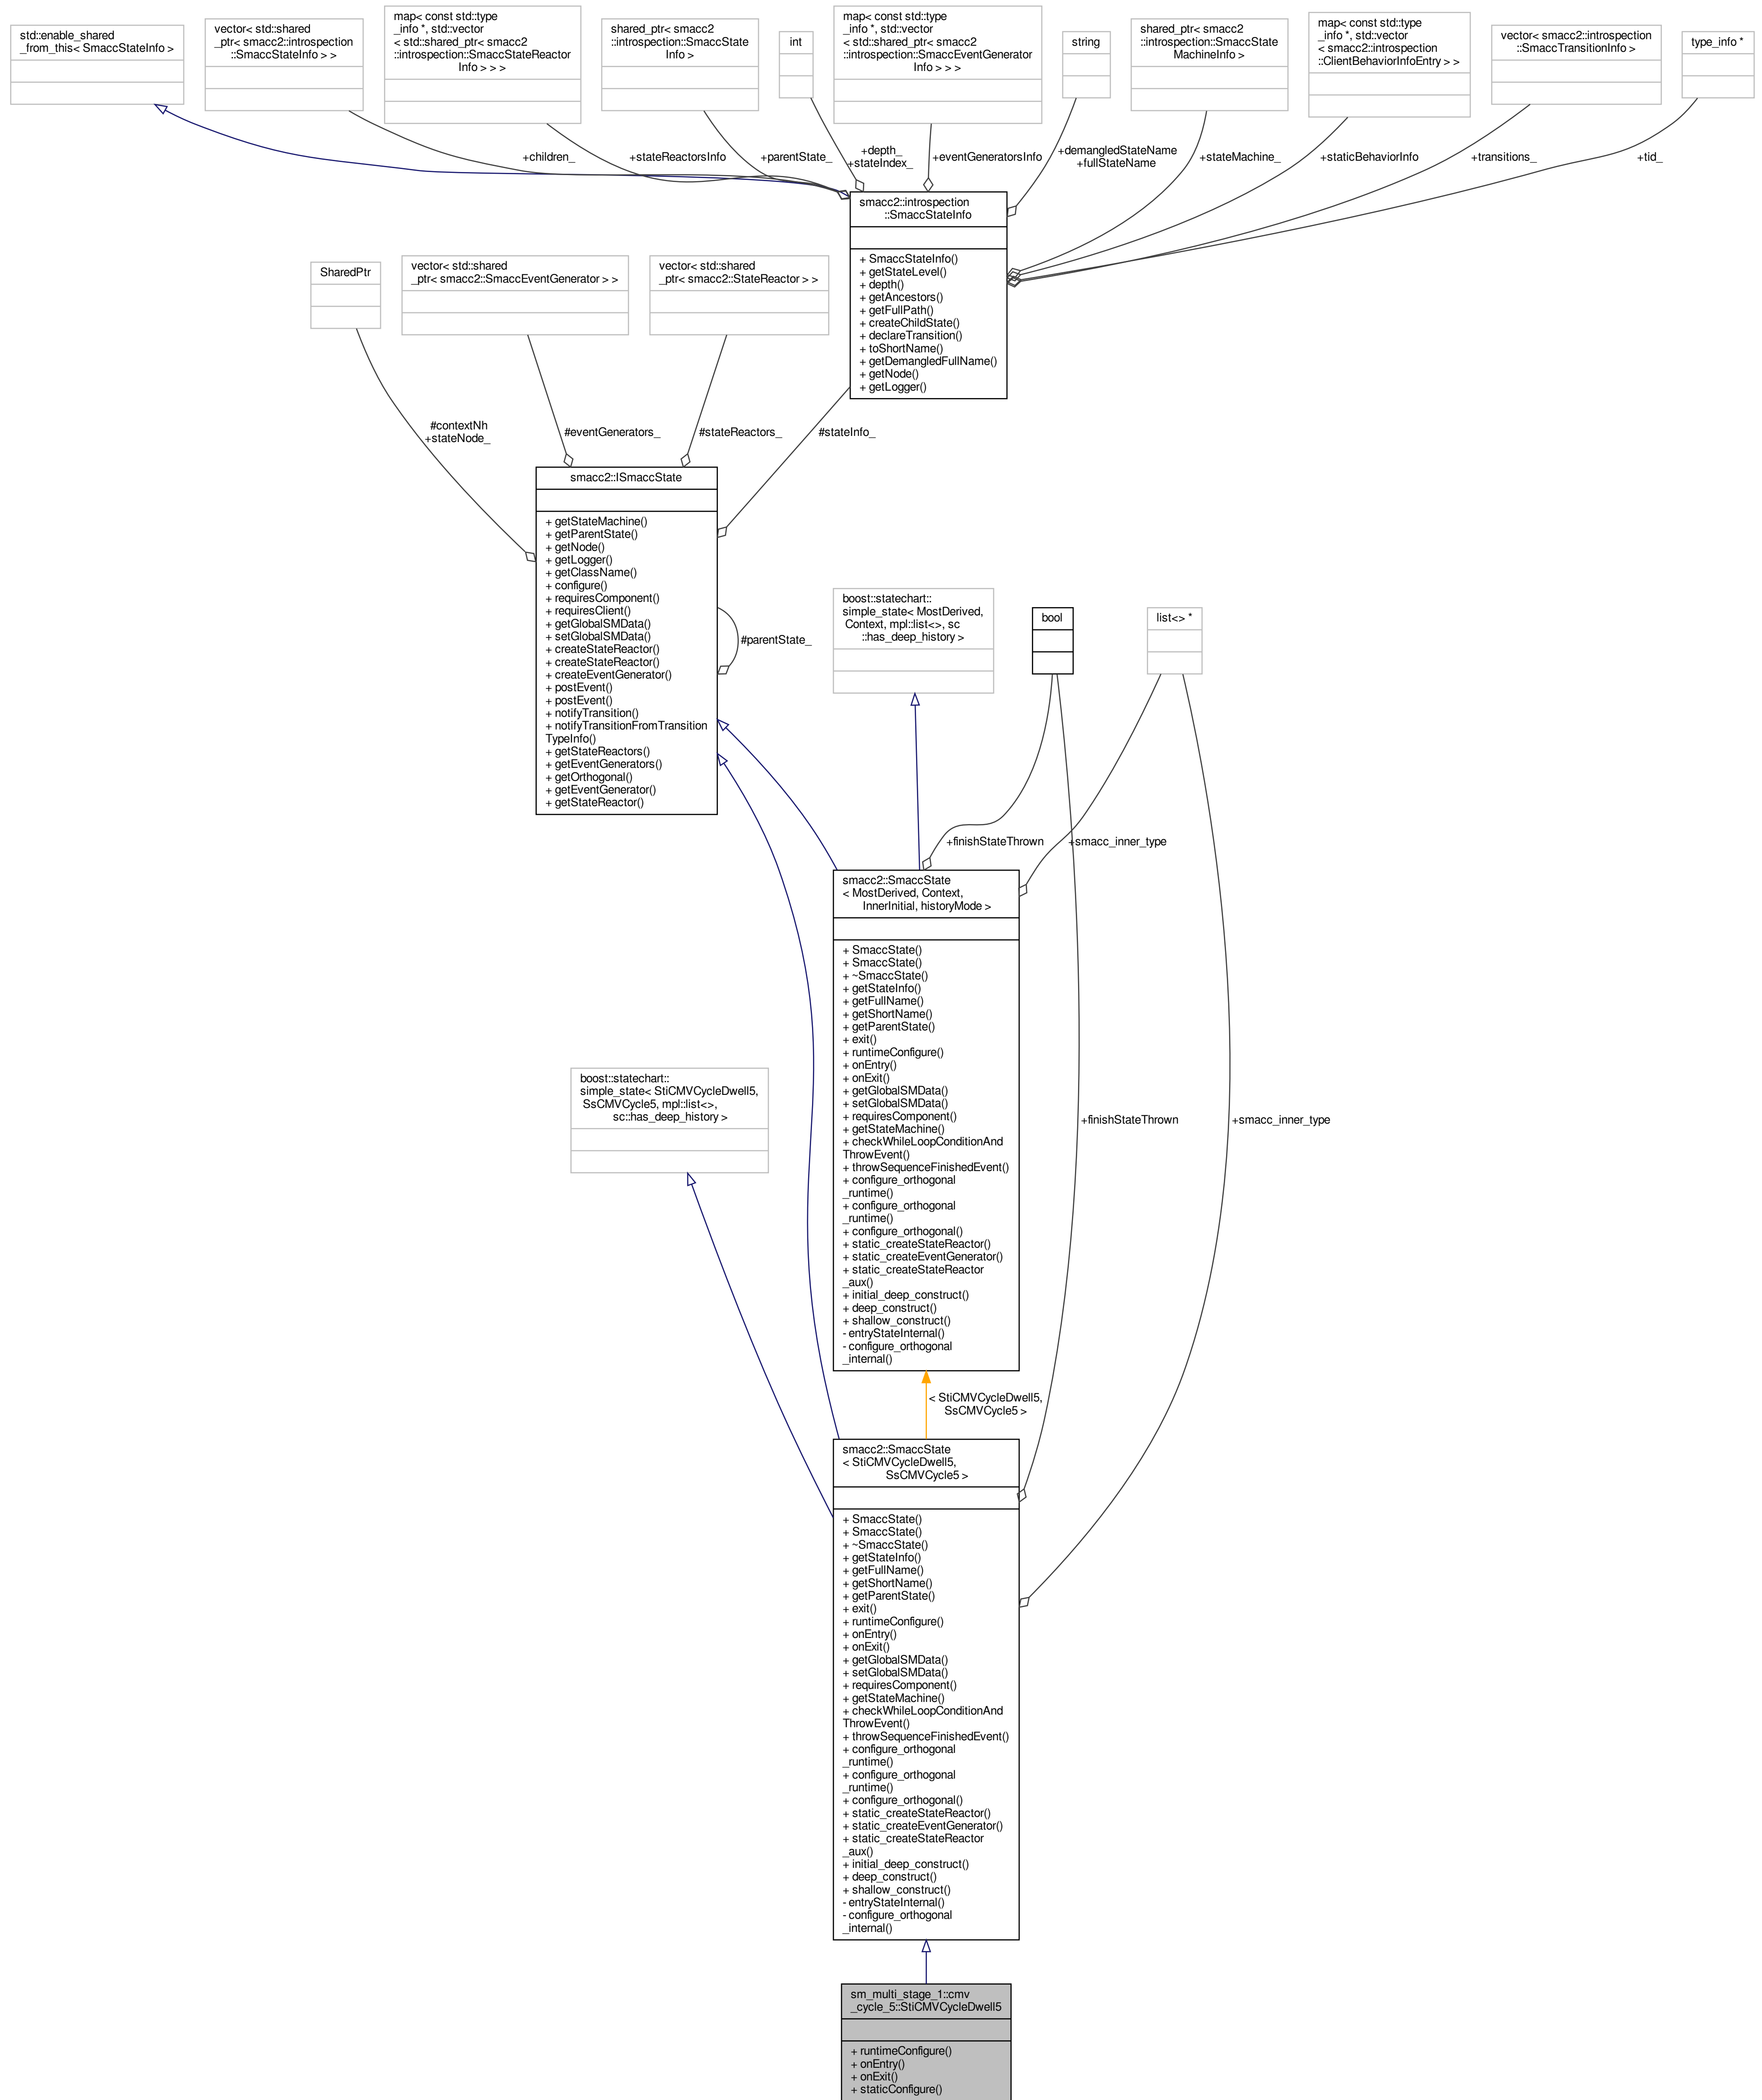 std::enable_shared
_from_this< SmaccStateInfo >
vector< std::shared
_ptr< smacc2::introspection
::SmaccStateInfo > >
map< const std::type
_info *, std::vector
< std::shared_ptr< smacc2
::introspection::SmaccStateReactor
Info > > >
shared_ptr< smacc2
::introspection::SmaccState
Info >
int
map< const std::type
_info *, std::vector
< std::shared_ptr< smacc2
::introspection::SmaccEventGenerator
Info > > >
string
shared_ptr< smacc2
::introspection::SmaccState
MachineInfo >
map< const std::type
_info *, std::vector
< smacc2::introspection
::ClientBehaviorInfoEntry > >
vector< smacc2::introspection
::SmaccTransitionInfo >
type_info *
+children_
+stateReactorsInfo
+parentState_
+depth_
+stateIndex_
+eventGeneratorsInfo
+demangledStateName
+fullStateName
+stateMachine_
+staticBehaviorInfo
+transitions_
+tid_
smacc2::introspection
::SmaccStateInfo
+ SmaccStateInfo()
+ getStateLevel()
+ depth()
+ getAncestors()
+ getFullPath()
+ createChildState()
+ declareTransition()
+ toShortName()
+ getDemangledFullName()
+ getNode()
+ getLogger()
SharedPtr
vector< std::shared
_ptr< smacc2::SmaccEventGenerator > >
vector< std::shared
_ptr< smacc2::StateReactor > >
#contextNh
+stateNode_
#eventGenerators_
#stateReactors_
#stateInfo_
smacc2::ISmaccState
+ getStateMachine()
+ getParentState()
+ getNode()
+ getLogger()
+ getClassName()
+ configure()
+ requiresComponent()
+ requiresClient()
+ getGlobalSMData()
+ setGlobalSMData()
+ createStateReactor()
+ createStateReactor()
+ createEventGenerator()
+ postEvent()
+ postEvent()
+ notifyTransition()
+ notifyTransitionFromTransition
TypeInfo()
+ getStateReactors()
+ getEventGenerators()
+ getOrthogonal()
+ getEventGenerator()
+ getStateReactor()
#parentState_
boost::statechart::
simple_state< MostDerived,
Context, mpl::list<>, sc
::has_deep_history >
bool
list<> *
+finishStateThrown
+smacc_inner_type
smacc2::SmaccState
< MostDerived, Context,
InnerInitial, historyMode >
+ SmaccState()
+ SmaccState()
+ ~SmaccState()
+ getStateInfo()
+ getFullName()
+ getShortName()
+ getParentState()
+ exit()
+ runtimeConfigure()
+ onEntry()
+ onExit()
+ getGlobalSMData()
+ setGlobalSMData()
+ requiresComponent()
+ getStateMachine()
+ checkWhileLoopConditionAnd
ThrowEvent()
+ throwSequenceFinishedEvent()
+ configure_orthogonal
_runtime()
+ configure_orthogonal
_runtime()
+ configure_orthogonal()
+ static_createStateReactor()
+ static_createEventGenerator()
+ static_createStateReactor
_aux()
+ initial_deep_construct()
+ deep_construct()
+ shallow_construct()
- entryStateInternal()
- configure_orthogonal
_internal()
boost::statechart::
simple_state< StiCMVCycleDwell5,
SsCMVCycle5, mpl::list<>,
sc::has_deep_history >
+finishStateThrown
+smacc_inner_type
< StiCMVCycleDwell5,
SsCMVCycle5 >
smacc2::SmaccState
< StiCMVCycleDwell5,
SsCMVCycle5 >
+ SmaccState()
+ SmaccState()
+ ~SmaccState()
+ getStateInfo()
+ getFullName()
+ getShortName()
+ getParentState()
+ exit()
+ runtimeConfigure()
+ onEntry()
+ onExit()
+ getGlobalSMData()
+ setGlobalSMData()
+ requiresComponent()
+ getStateMachine()
+ checkWhileLoopConditionAnd
ThrowEvent()
+ throwSequenceFinishedEvent()
+ configure_orthogonal
_runtime()
+ configure_orthogonal
_runtime()
+ configure_orthogonal()
+ static_createStateReactor()
+ static_createEventGenerator()
+ static_createStateReactor
_aux()
+ initial_deep_construct()
+ deep_construct()
+ shallow_construct()
- entryStateInternal()
- configure_orthogonal
_internal()
sm_multi_stage_1::cmv
_cycle_5::StiCMVCycleDwell5
+ runtimeConfigure()
+ onEntry()
+ onExit()
+ staticConfigure()